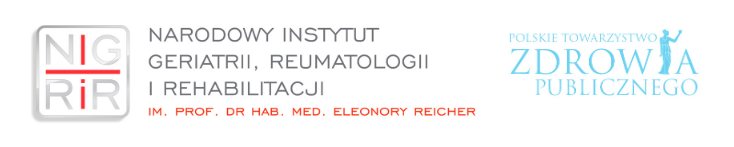 NIG
RiR
NARODOWY INSTYTUT
GERIATRII, REUMATOLOGII
I REHABILITACJI
IM. PROF. DR HAB. MED. ELEONORY REICHER
POLSKIE TOWARZYSTWO
ZDROWIA
PUBLICZNEGO